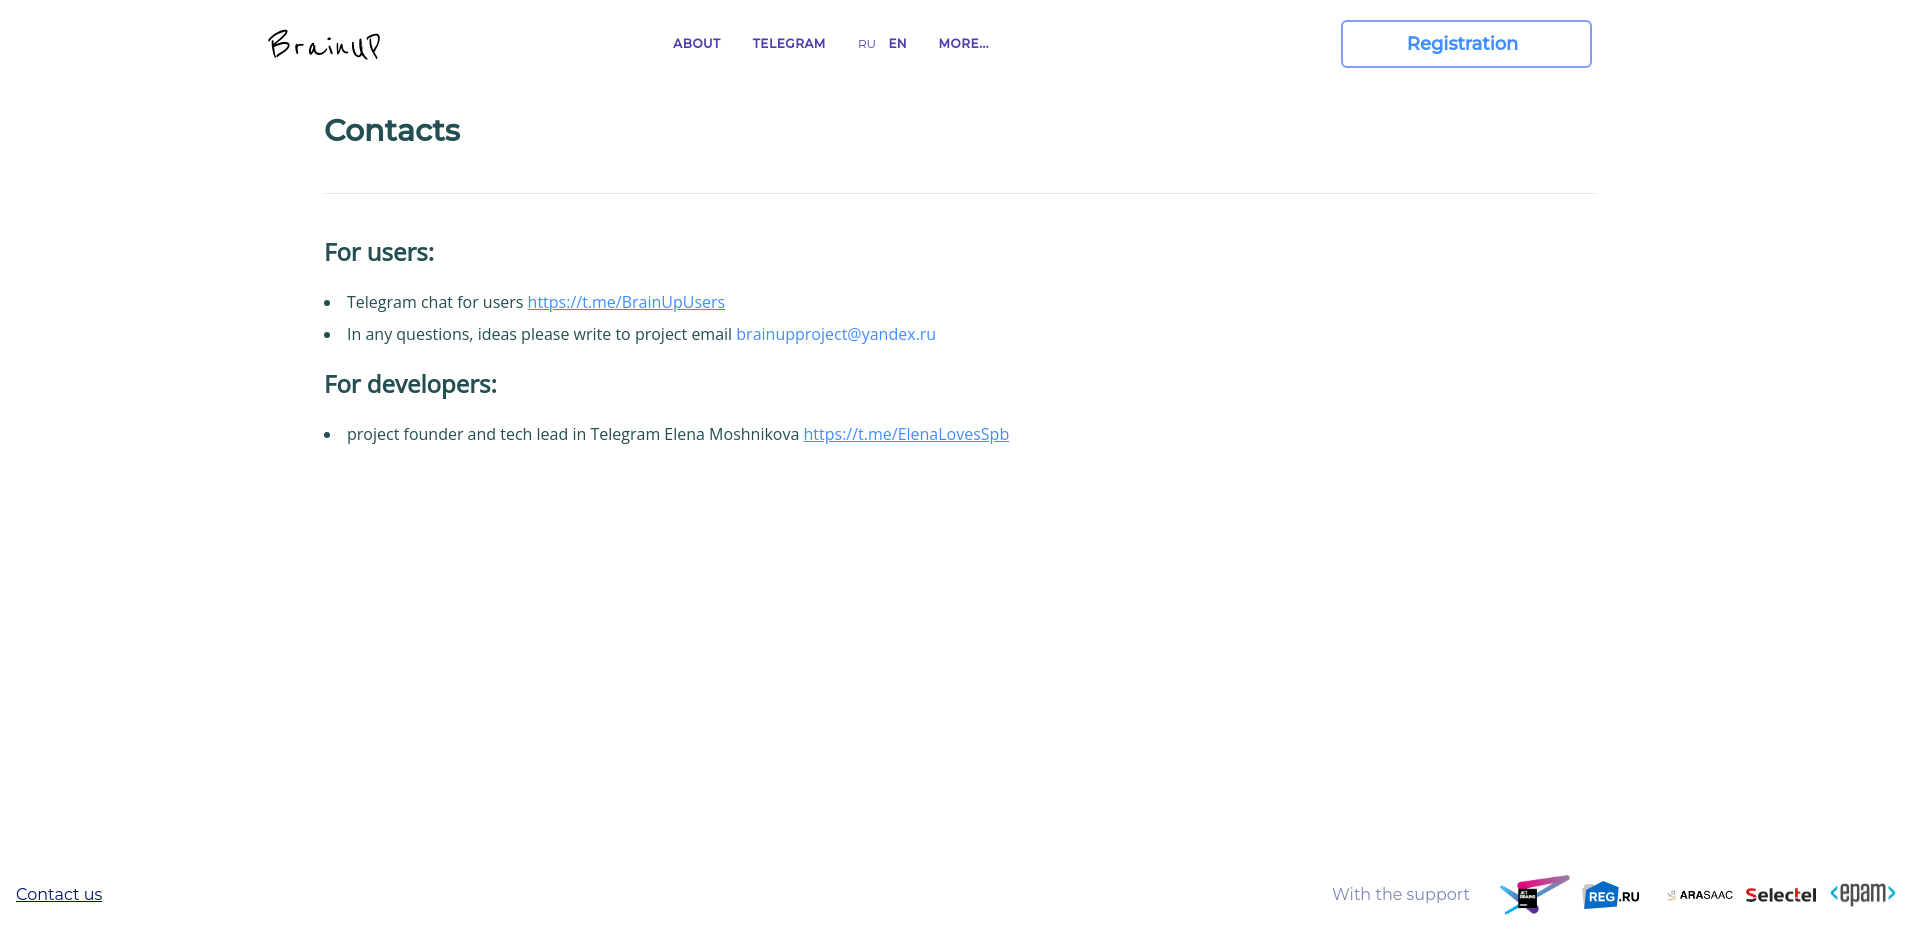 BrainUP
ABOUT TELEGRAM RU EN MORE...
Registration
Contacts
For users:
Telegram chat for users https://t.me/BrainUpUsers
In any questions, ideas please write to project email brainupproject@yandex.ru
For developers:
project founder and tech lead in Telegram Elena Moshnikova https://t.me/ElenaLovesSpb
Contact us
With the support
JET BRAINS
REG.RU
ARASAAC
Selectel
<epam>